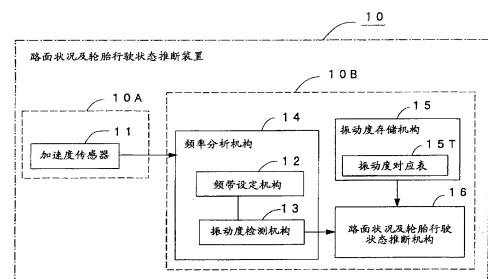 10
路面状况及轮胎行驶状态推断装置
10B
10A
11
加速度传感器
14
频率分析机构
12
频带设定机构
13
振动度检测机构
15
振动度存储机构
15T
振动度对应表
16
路面状况及轮胎行驶
状态推断机构